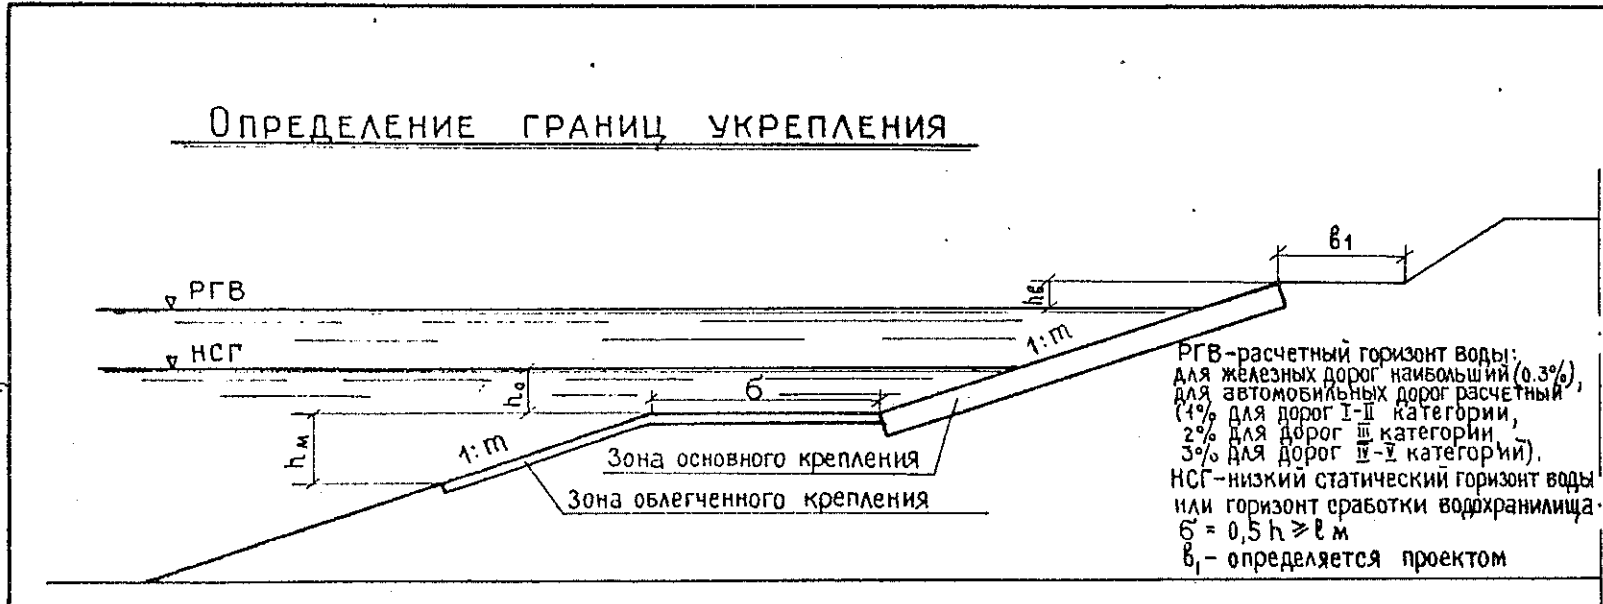 ОПРЕДЕЛЕНИЕ ГРАНИЦ УКРЕПЛЕНИЯ
в1
РГВ
hв
1:m
НСГ
h₀
б
hм
1:m
Зона основного крепления
Зона облегченного крепления
РГВ-расчетный горизонт воды:
для железных дорог наибольший (0.3%),
для автомобильных дорог расчетный
(1% для дорог I-II категории,
2% для дорог III категории,
3% для дорог IV-V категорий).
НСГ-низкий статический горизонт воды
или горизонт сработки водохранилища.
б = 0,5 h ≥ l м
в₁- определяется проектом